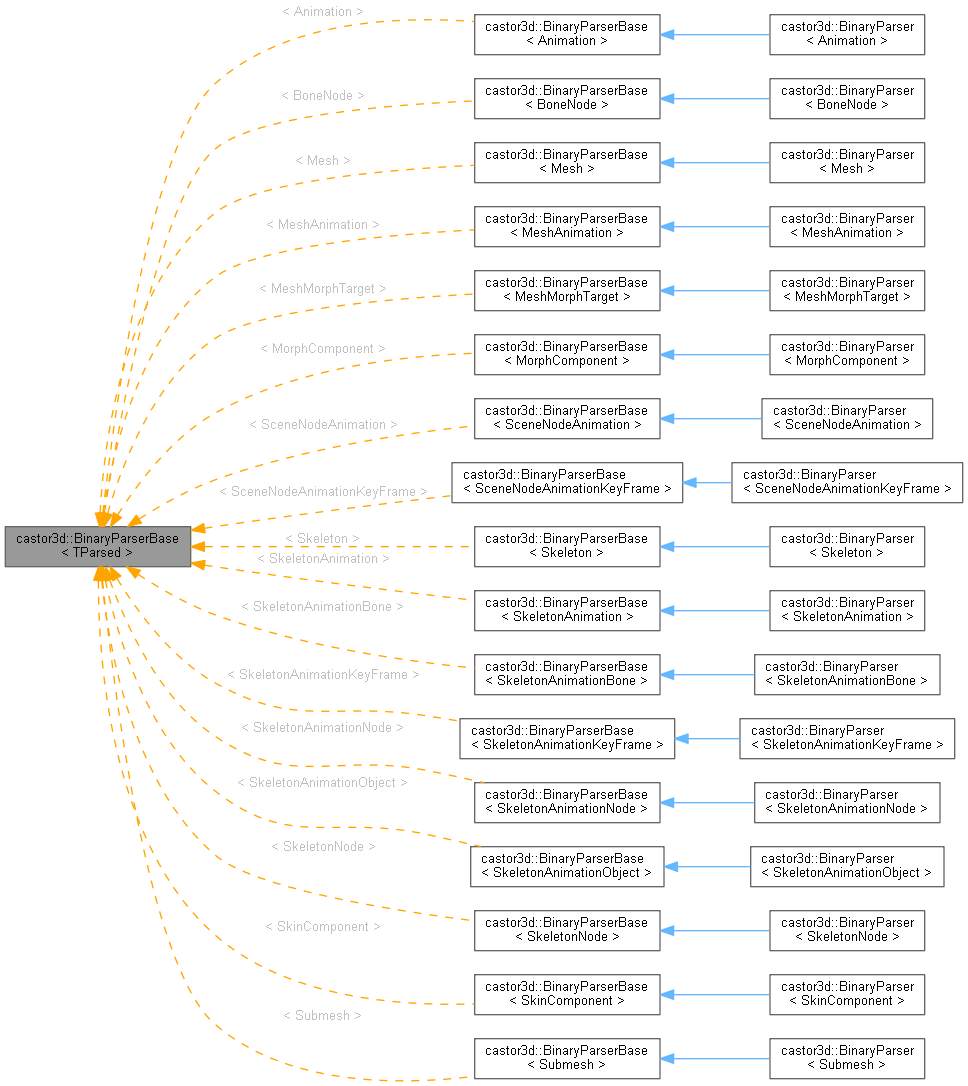 < Animation >
castor3d::BinaryParserBase
< Animation >
castor3d::BinaryParser
< Animation >
< BoneNode >
castor3d::BinaryParserBase
< BoneNode >
castor3d::BinaryParser
< BoneNode >
< Mesh >
castor3d::BinaryParserBase
< Mesh >
castor3d::BinaryParser
< Mesh >
< MeshAnimation >
castor3d::BinaryParserBase
< MeshAnimation >
castor3d::BinaryParser
< MeshAnimation >
< MeshMorphTarget >
castor3d::BinaryParserBase
< MeshMorphTarget >
castor3d::BinaryParser
< MeshMorphTarget >
< MorphComponent >
castor3d::BinaryParserBase
< MorphComponent >
castor3d::BinaryParser
< MorphComponent >
< SceneNodeAnimation >
castor3d::BinaryParserBase
< SceneNodeAnimation >
castor3d::BinaryParser
< SceneNodeAnimation >
< SceneNodeAnimationKeyFrame >
castor3d::BinaryParserBase
< SceneNodeAnimationKeyFrame >
castor3d::BinaryParser
< SceneNodeAnimationKeyFrame >
castor3d::BinaryParserBase
< TParsed >
< Skeleton >
castor3d::BinaryParserBase
< Skeleton >
castor3d::BinaryParser
< Skeleton >
< SkeletonAnimation >
castor3d::BinaryParserBase
< SkeletonAnimation >
castor3d::BinaryParser
< SkeletonAnimation >
< SkeletonAnimationBone >
castor3d::BinaryParserBase
< SkeletonAnimationBone >
castor3d::BinaryParser
< SkeletonAnimationBone >
< SkeletonAnimationKeyFrame >
castor3d::BinaryParserBase
< SkeletonAnimationKeyFrame >
castor3d::BinaryParser
< SkeletonAnimationKeyFrame >
< SkeletonAnimationNode >
castor3d::BinaryParserBase
< SkeletonAnimationNode >
castor3d::BinaryParser
< SkeletonAnimationNode >
< SkeletonAnimationObject >
castor3d::BinaryParserBase
< SkeletonAnimationObject >
castor3d::BinaryParser
< SkeletonAnimationObject >
< SkeletonNode >
castor3d::BinaryParserBase
< SkeletonNode >
castor3d::BinaryParser
< SkeletonNode >
< SkinComponent >
castor3d::BinaryParserBase
< SkinComponent >
castor3d::BinaryParser
< SkinComponent >
< Submesh >
castor3d::BinaryParserBase
< Submesh >
castor3d::BinaryParser
< Submesh >